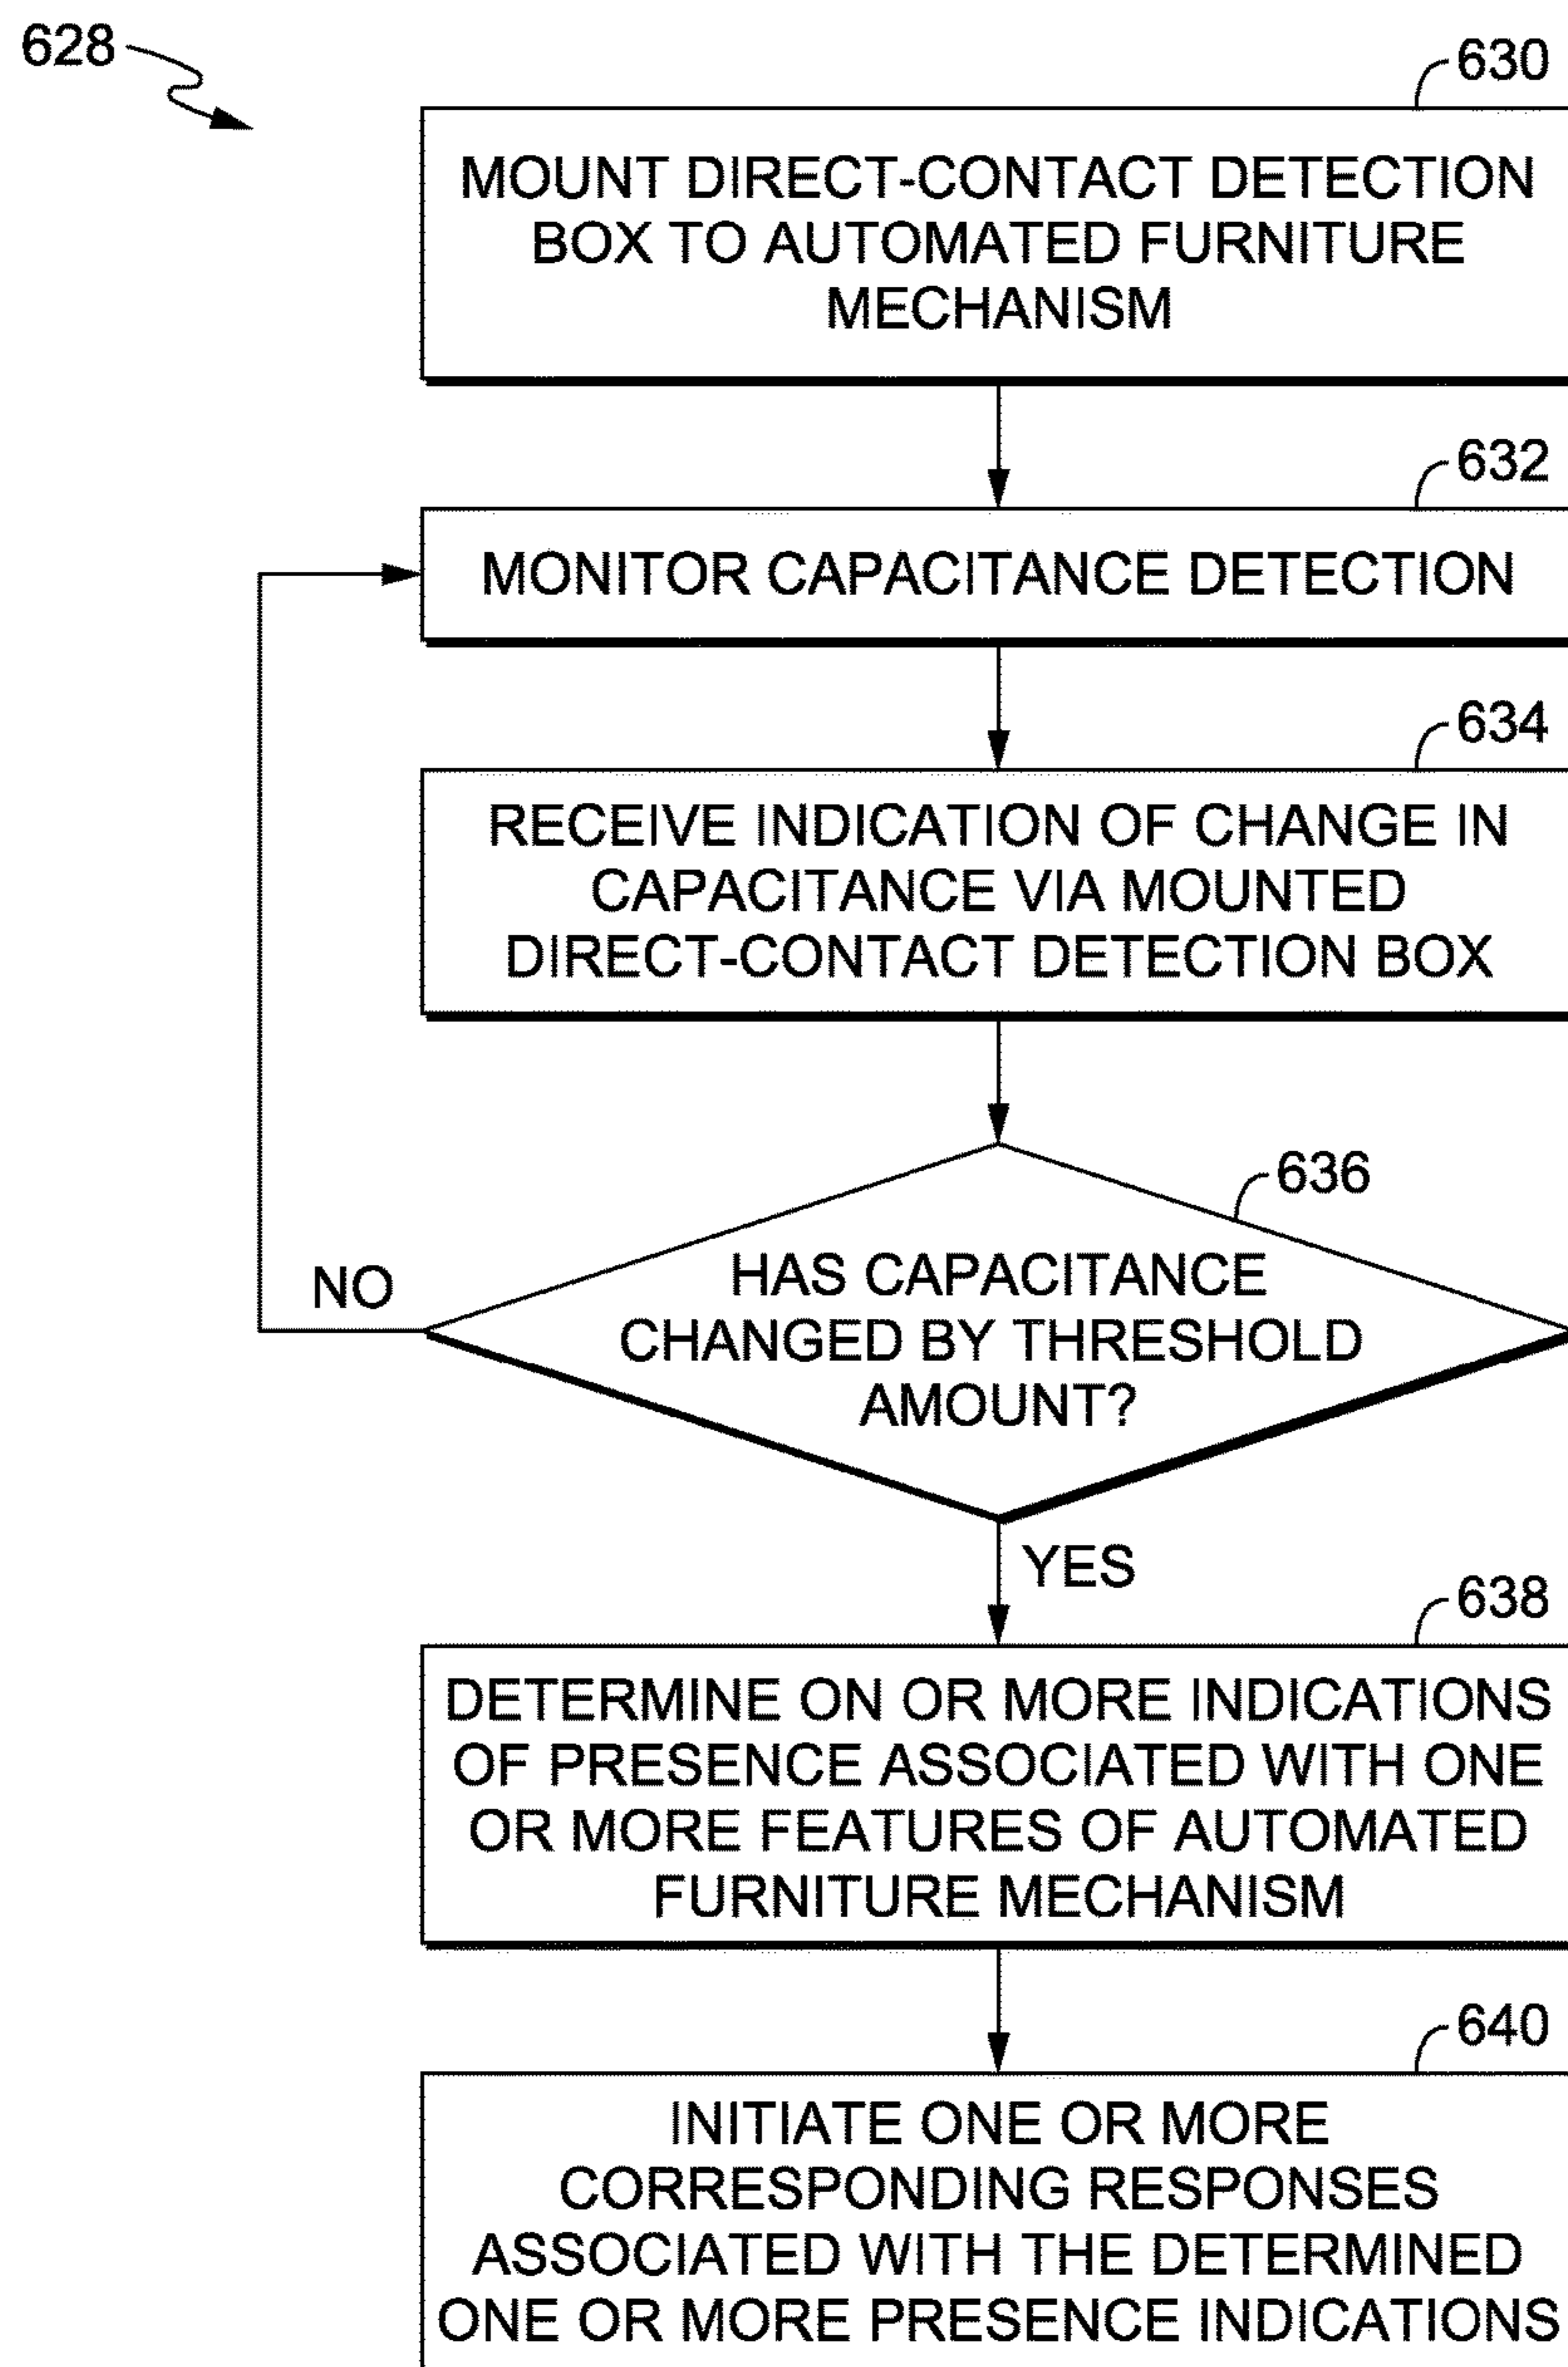 628
630
MOUNT DIRECT-CONTACT DETECTION
BOX TO AUTOMATED FURNITURE
MECHANISM
632
MONITOR CAPACITANCE DETECTION
634
RECEIVE INDICATION OF CHANGE IN
CAPACITANCE VIA MOUNTED
DIRECT-CONTACT DETECTION BOX
636
HAS CAPACITANCE
CHANGED BY THRESHOLD
AMOUNT?
NO
YES
638
DETERMINE ON OR MORE INDICATIONS
OF PRESENCE ASSOCIATED WITH ONE
OR MORE FEATURES OF AUTOMATED
FURNITURE MECHANISM
640
INITIATE ONE OR MORE
CORRESPONDING RESPONSES
ASSOCIATED WITH THE DETERMINED
ONE OR MORE PRESENCE INDICATIONS